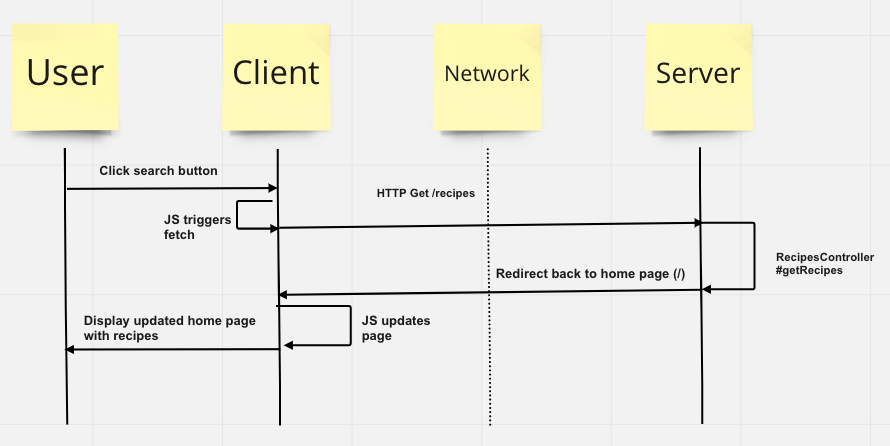 User
Client
Network
Server
Click search button
HTTP Get /recipes
JS triggers
fetch
RecipesController
#getRecipes
Redirect back to home page (/)
Display updated home page
with recipes
JS updates
page